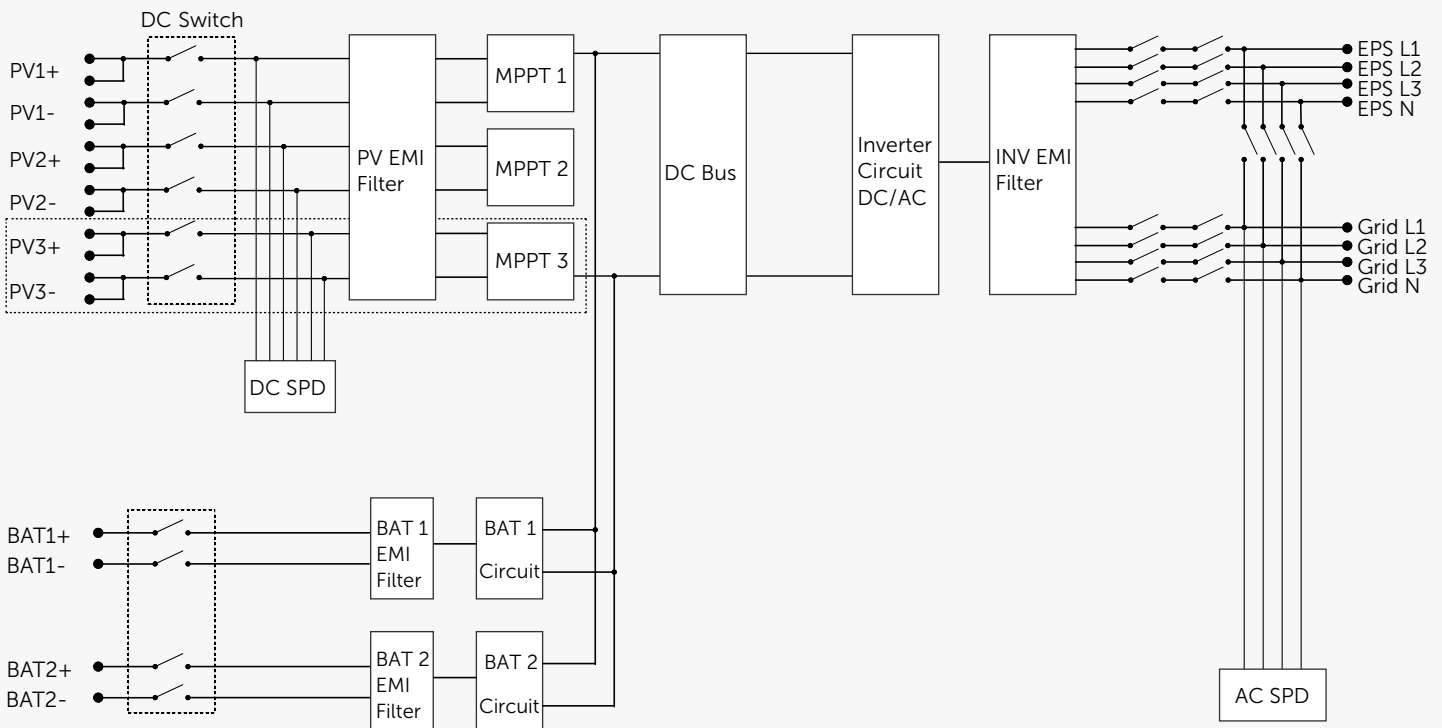 DC Switch
PV1+
PV1-
PV2+
PV2-
PV3+
PV3-
PV EMI
Filter
MPPT 1
MPPT 2
MPPT 3
DC SPD
DC Bus
Inverter
Circuit
DC/AC
INV EMI
Filter
EPS L1
EPS L2
EPS L3
EPS N
Grid L1
Grid L2
Grid L3
Grid N
BAT1+
BAT1-
BAT 1
EMI
Filter
BAT 1
Circuit
BAT2+
BAT2-
BAT 2
EMI
Filter
BAT 2
Circuit
AC SPD